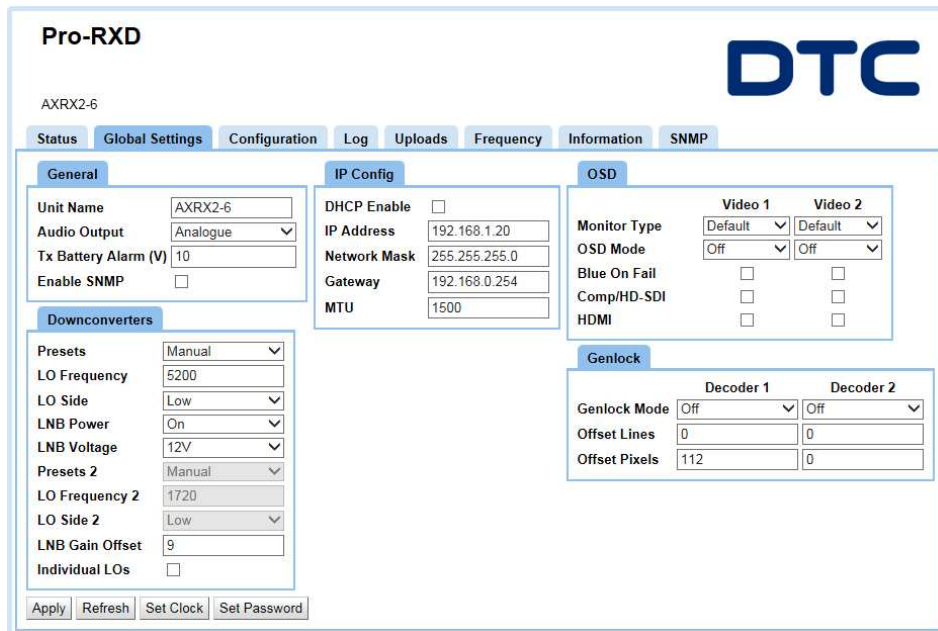 Pro-RXD
DTC
AXRX2-6
Status Global Settings Configuration Log Uploads Frequency Information SNMP
General
Unit Name AXRX2-6
Audio Output Analogue
Tx Battery Alarm (V) 10
Enable SNMP
IP Config
DHCP Enable
IP Address 192.168.1.20
Network Mask 255.255.255.0
Gateway 192.168.0.254
MTU 1500
OSD
Video 1 Video 2
Monitor Type Default Default
OSD Mode Off Off
Blue On Fail
Comp/HD-SDI
HDMI
Downconverters
Presets Manual
LO Frequency 5200
LO Side Low
LNB Power On
LNB Voltage 12V
Presets 2 Manual
LO Frequency 2 1720
LO Side 2 Low
LNB Gain Offset 9
Individual LOs
Genlock
Decoder 1 Decoder 2
Genlock Mode Off Off
Offset Lines 0 0
Offset Pixels 112 0
Apply Refresh Set Clock Set Password